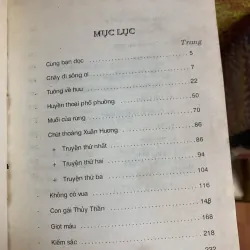 MỤC LỤC
Trang
Cùng bạn đọc 5
Chảy đi sông ơi 7
Tướng về hưu 22
Huyền thoại phố phường 50
Muối của rừng 70
Chút thoáng Xuân Hương 86
+ Truyện thứ nhất 86
+ Truyện thứ hai 94
+ Truyện thứ ba 104
Không có vua 116
Con gái Thủy Thần 148
Giọt máu 168
Kiếm sắc 218
232